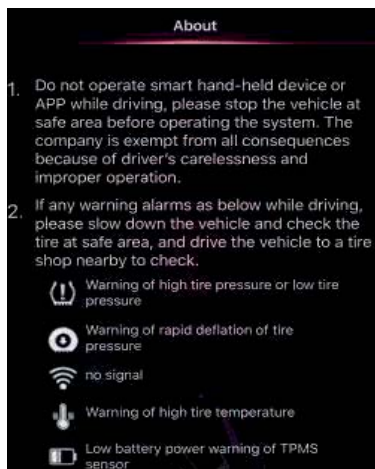 About
1. Do not operate smart hand-held device or
APP while driving, please stop the vehicle at
safe area before operating the system. The
company is exempt from all consequences
because of driver's carelessness and
improper operation.
2. If any warning alarms as below while driving,
please slow down the vehicle and check the
tire at safe area, and drive the vehicle to a tire
shop nearby to check.
Warning of high tire pressure or low tire
pressure
Warning of rapid deflation of tire
pressure
no signal
Warning of high tire temperature
Low battery power warning of TPMS
sensor